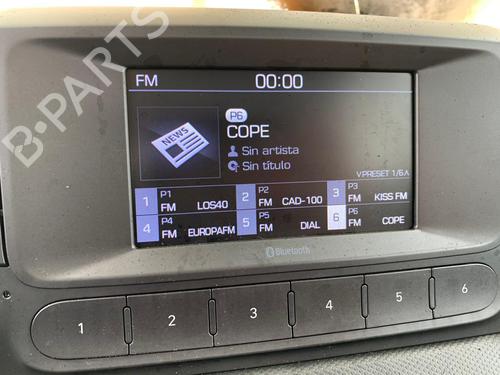 B-PARTS
FM 00:00
P6
COPE
NEWS
Sin artista
Sin título
∨PRESET 1/6∧
1 P1 FM LOS40 2 P2 FM CAD-100 3 P3 FM KISS FM
4 P4 FM EUROPAFM 5 P5 FM DIAL 6 P6 FM COPE
Bluetooth
1 2 3 4 5 6